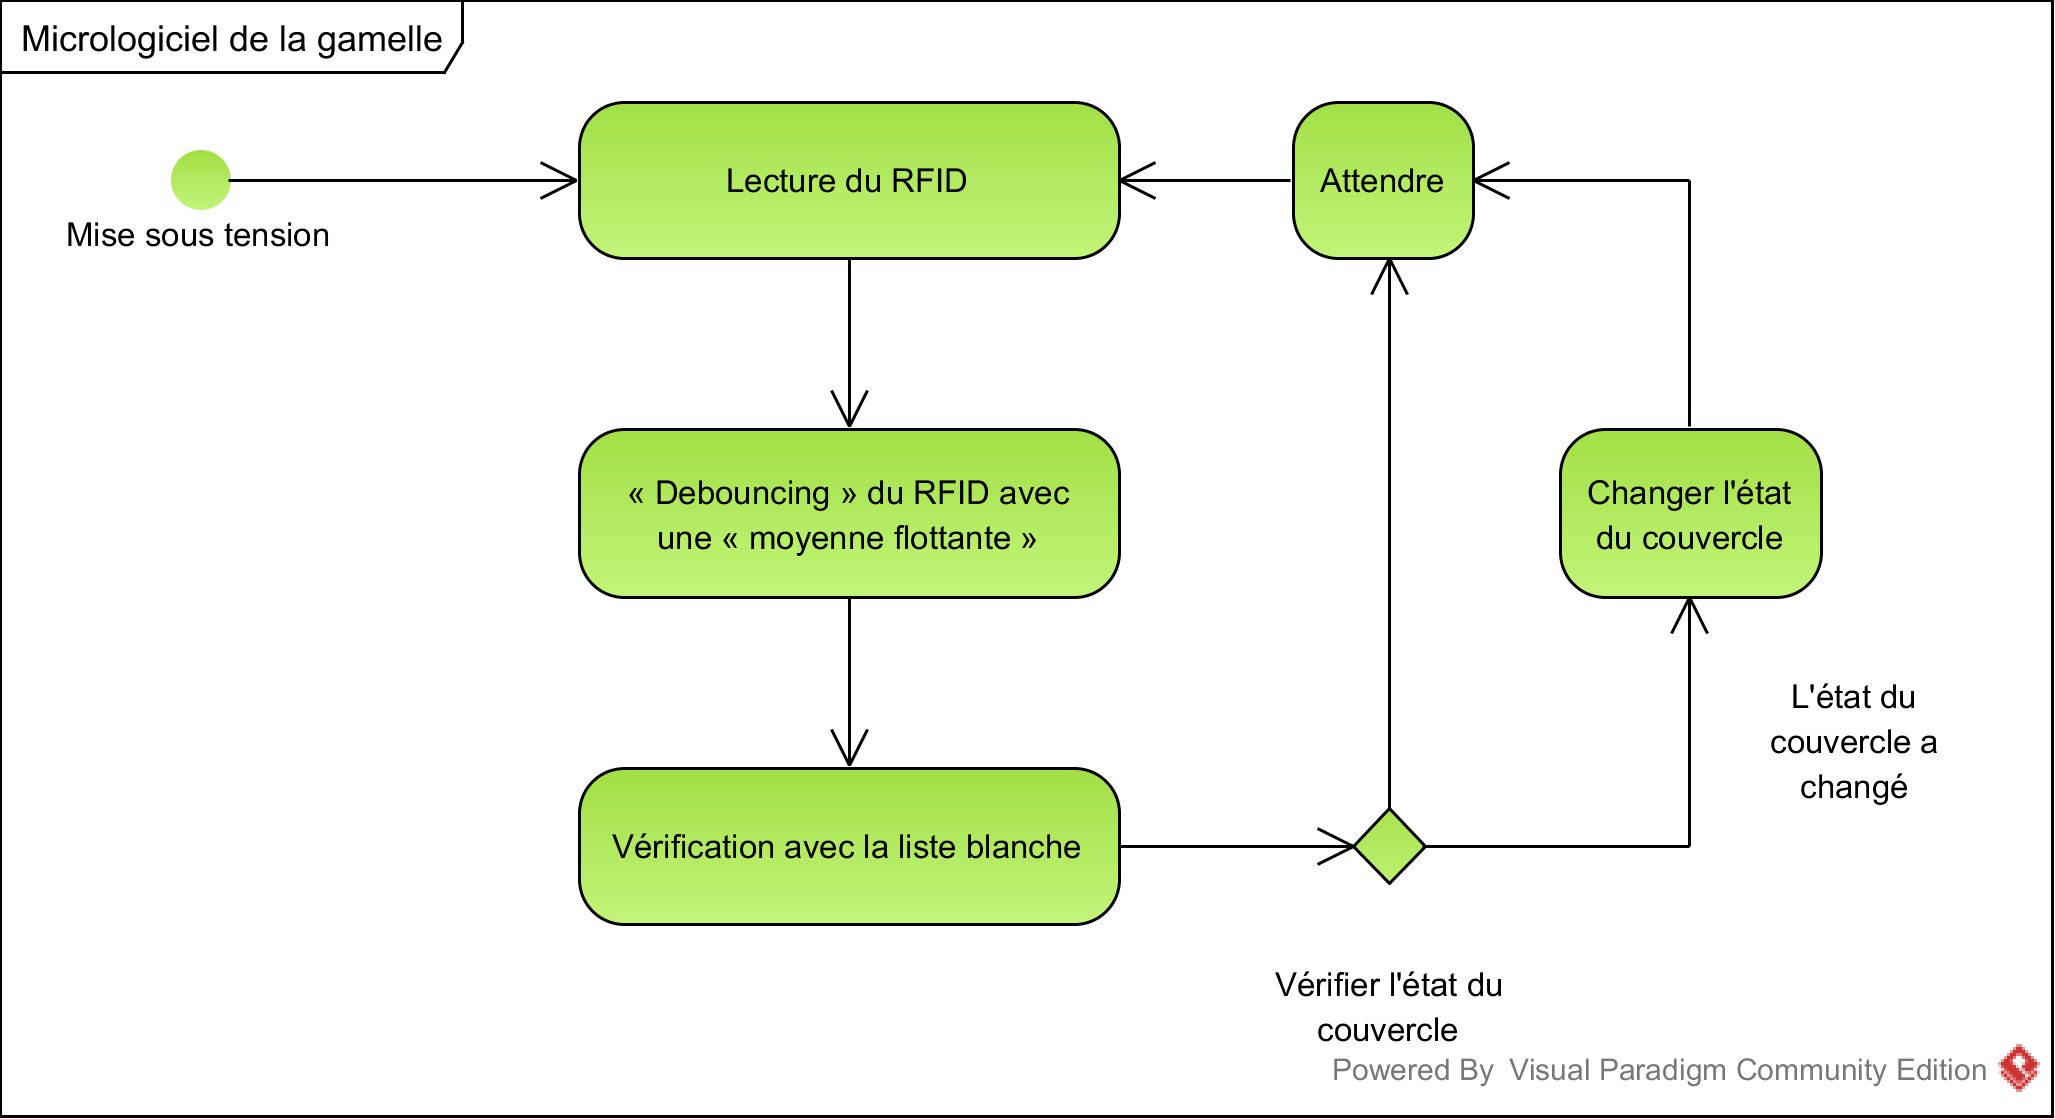 Micrologiciel de la gamelle
Mise sous tension
Lecture du RFID
Attendre
« Debouncing » du RFID avec
une « moyenne flottante »
Changer l'état
du couvercle
L'état du
couvercle a
changé
Vérification avec la liste blanche
Vérifier l'état du
couvercle
Powered By Visual Paradigm Community Edition